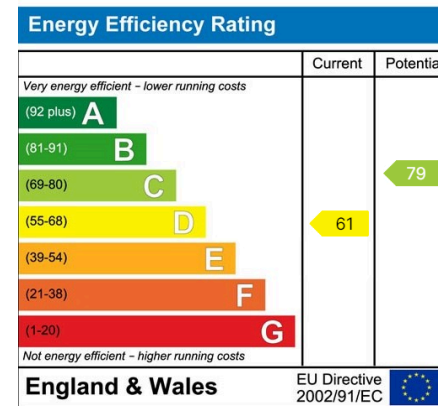 Energy Efficiency Rating
Current Potentia
Very energy efficient – lower running costs
(92 plus) A
(81-91) B
(69-80) C
79
(55-68) D
61
(39-54) E
(21-38) F
(1-20) G
Not energy efficient – higher running costs
England & Wales
EU Directive
2002/91/EC